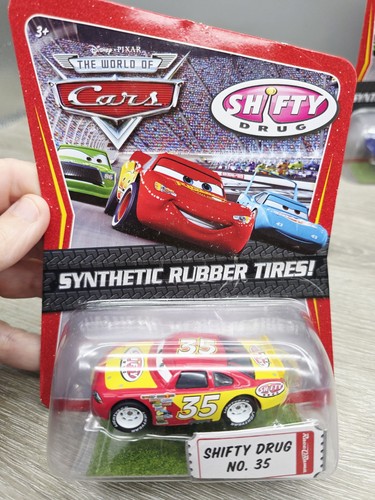 3+
Disney • PIXAR
THE WORLD OF
Cars
SHIFTY
DRUG
SYNTHETIC RUBBER TIRES!
35
35
SHIFTY DRUG
NO. 35